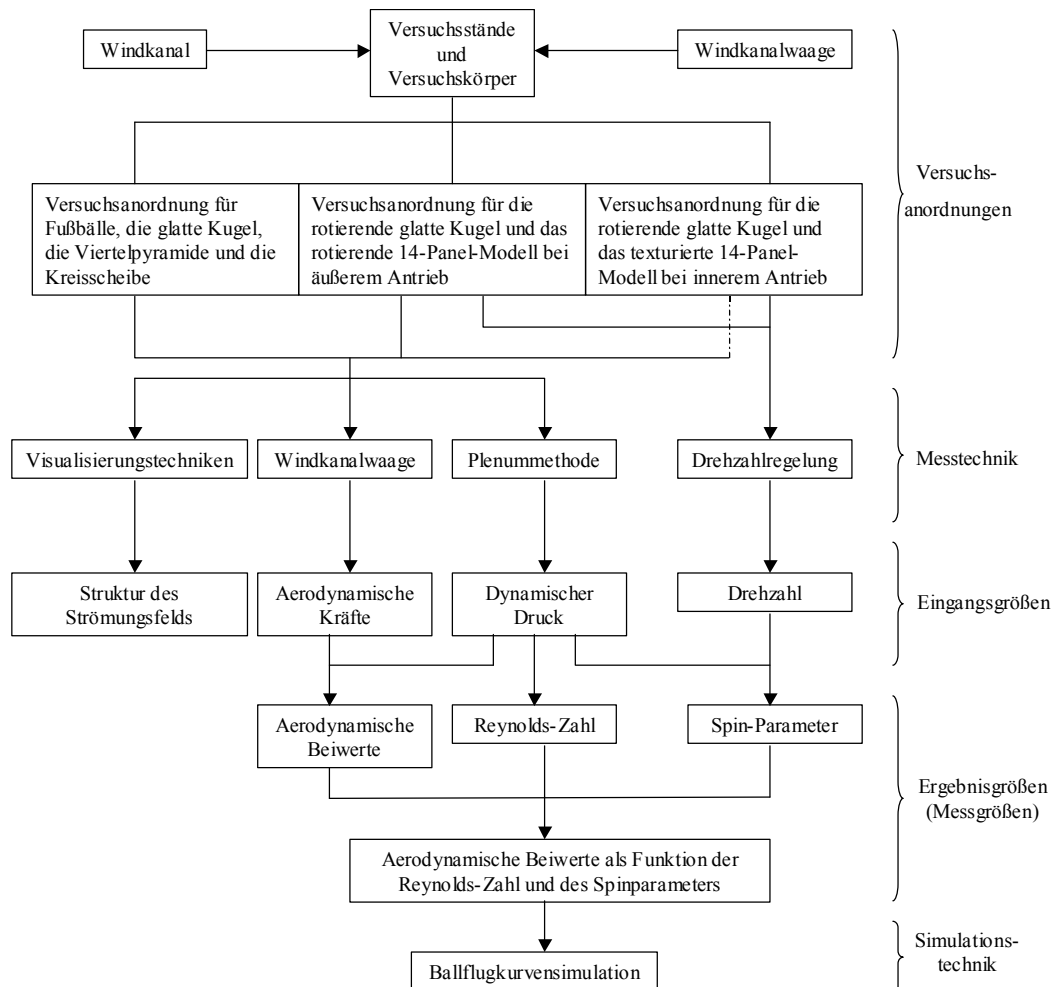 Windkanal
Versuchsstände
und
Versuchskörper
Windkanalwaage
Versuchs-
anordnungen
Versuchsanordnung für
Fußbälle, die glatte Kugel,
die Viertelpyramide und die
Kreisscheibe
Versuchsanordnung für die
rotierende glatte Kugel und das
rotierende 14-Panel-Modell bei
äußerem Antrieb
Versuchsanordnung für die
rotierende glatte Kugel und
das texturierte 14-Panel-
Modell bei innerem Antrieb
Visualisierungstechniken
Windkanalwaage
Plenummethode
Drehzahlregelung
Messtechnik
Struktur des
Strömungsfelds
Aerodynamische
Kräfte
Dynamischer
Druck
Drehzahl
Eingangsgrößen
Aerodynamische
Beiwerte
Reynolds-Zahl
Spin-Parameter
Ergebnisgrößen
(Messgrößen)
Aerodynamische Beiwerte als Funktion der
Reynolds-Zahl und des Spinparameters
Ballflugkurvensimulation
Simulations-
technik